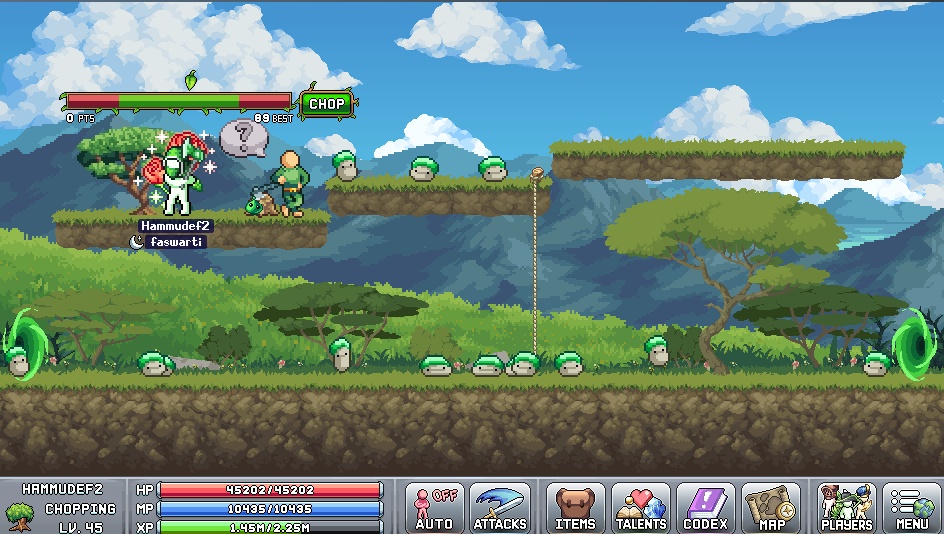 CHOP
0 PTS
89 BEST
?
Hammudef2
faswarti
HAMMUDEF2
CHOPPING
LV. 45
HP 45202/45202
MP 10435/10435
XP 1.45M/2.25M
OFF
AUTO
ATTACKS
ITEMS
TALENTS
CODEX
MAP
PLAYERS
MENU